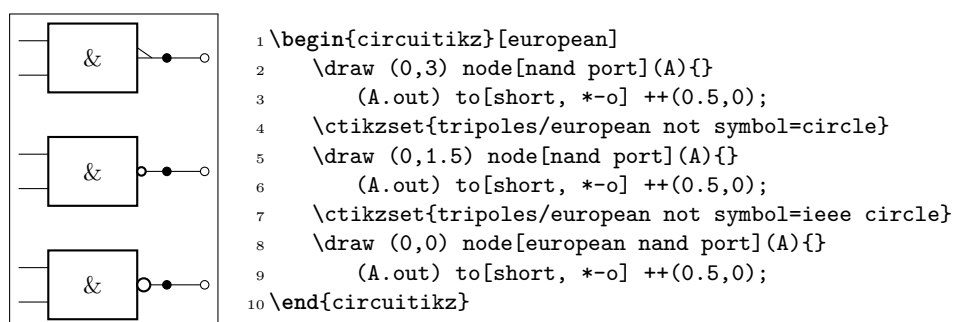 &
&
&
1 \begin{circuitikz}[european]
2     \draw (0,3) node[nand port](A){}
3         (A.out) to[short, *-o] ++(0.5,0);
4     \ctikzset{tripoles/european not symbol=circle}
5     \draw (0,1.5) node[nand port](A){}
6         (A.out) to[short, *-o] ++(0.5,0);
7     \ctikzset{tripoles/european not symbol=ieee circle}
8     \draw (0,0) node[european nand port](A){}
9         (A.out) to[short, *-o] ++(0.5,0);
10 \end{circuitikz}